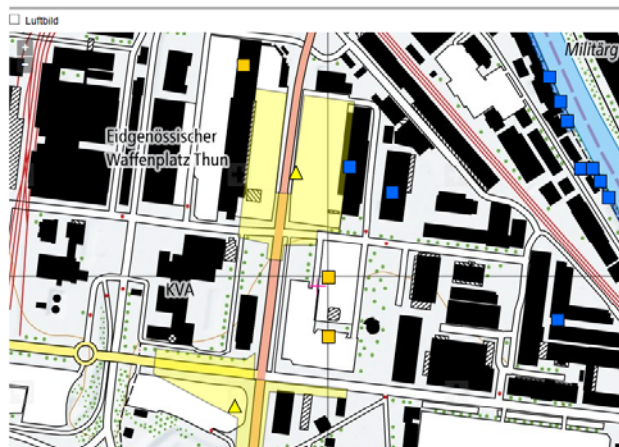 Luftbild
Militärg
Eidgenössischer
Waffenplatz Thun
KVA